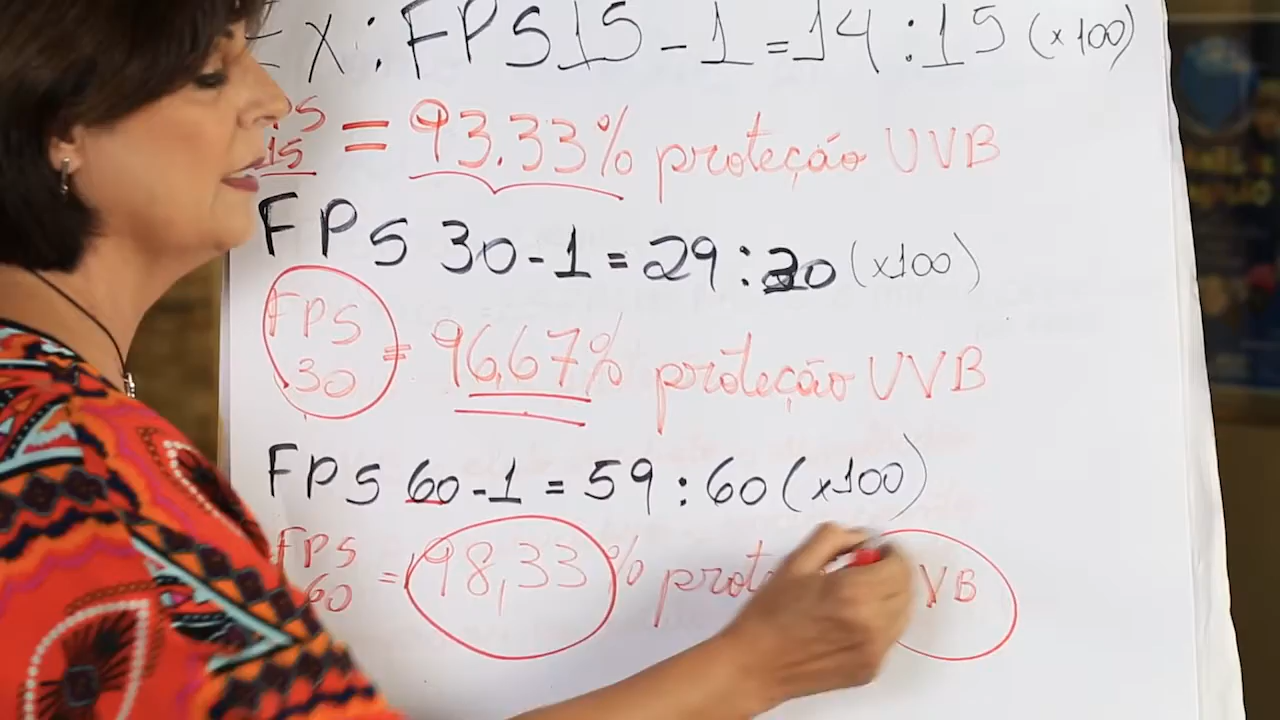 EX: FPS 15 - 1 = 14 : 15 (x100)
15 = 93.33% proteção UVB
FPS 30 - 1 = 29 : 30 (x100)
FPS 30 = 96,67% proteção UVB
FPS 60 - 1 = 59 : 60 (x100)
FPS 60 = 98,33% prote VB